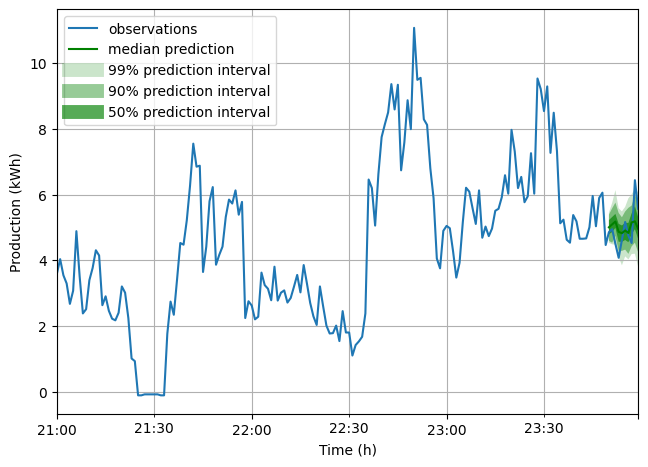 observations
median prediction
99% prediction interval
90% prediction interval
50% prediction interval
Production (kWh)
10
8
6
4
2
0
21:00 21:30 22:00 22:30 23:00 23:30
Time (h)